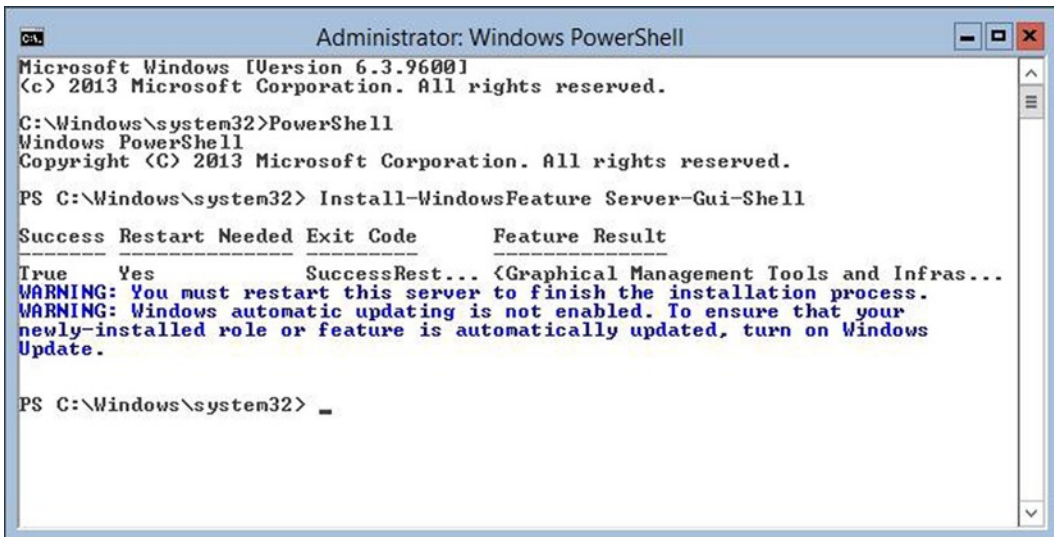 Administrator: Windows PowerShell
Microsoft Windows [Version 6.3.9600]
(c) 2013 Microsoft Corporation. All rights reserved.
C:\Windows\system32>PowerShell
Windows PowerShell
Copyright (C) 2013 Microsoft Corporation. All rights reserved.
PS C:\Windows\system32> Install-WindowsFeature Server-Gui-Shell
Success Restart Needed Exit Code Feature Result
------- -------------- --------- --------------
True Yes SuccessRest... {Graphical Management Tools and Infras...
WARNING: You must restart this server to finish the installation process.
WARNING: Windows automatic updating is not enabled. To ensure that your
newly-installed role or feature is automatically updated, turn on Windows
Update.
PS C:\Windows\system32> _